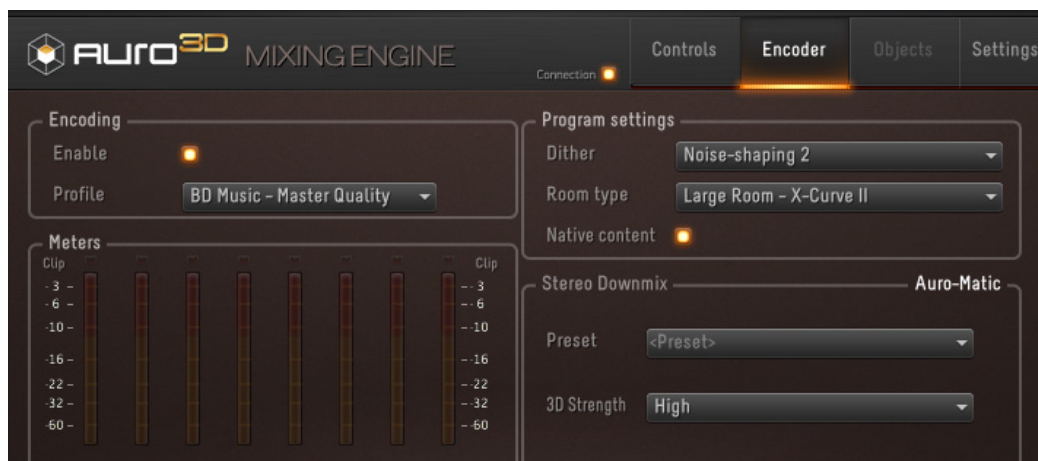 AURO 3D MIXING ENGINE
Connection
Controls
Encoder
Objects
Settings
Encoding
Enable
Profile
BD Music - Master Quality
Program settings
Dither
Noise-shaping 2
Room type
Large Room - X-Curve II
Native content
Meters
Clip
Clip
- 3 -
- 6 -
-10 -
-16 -
-22 -
-32 -
-60 -
- - 3
- - 6
- -10
- -16
- -22
- -32
- -60
Stereo Downmix
Auro-Matic
Preset
<Preset>
3D Strength
High